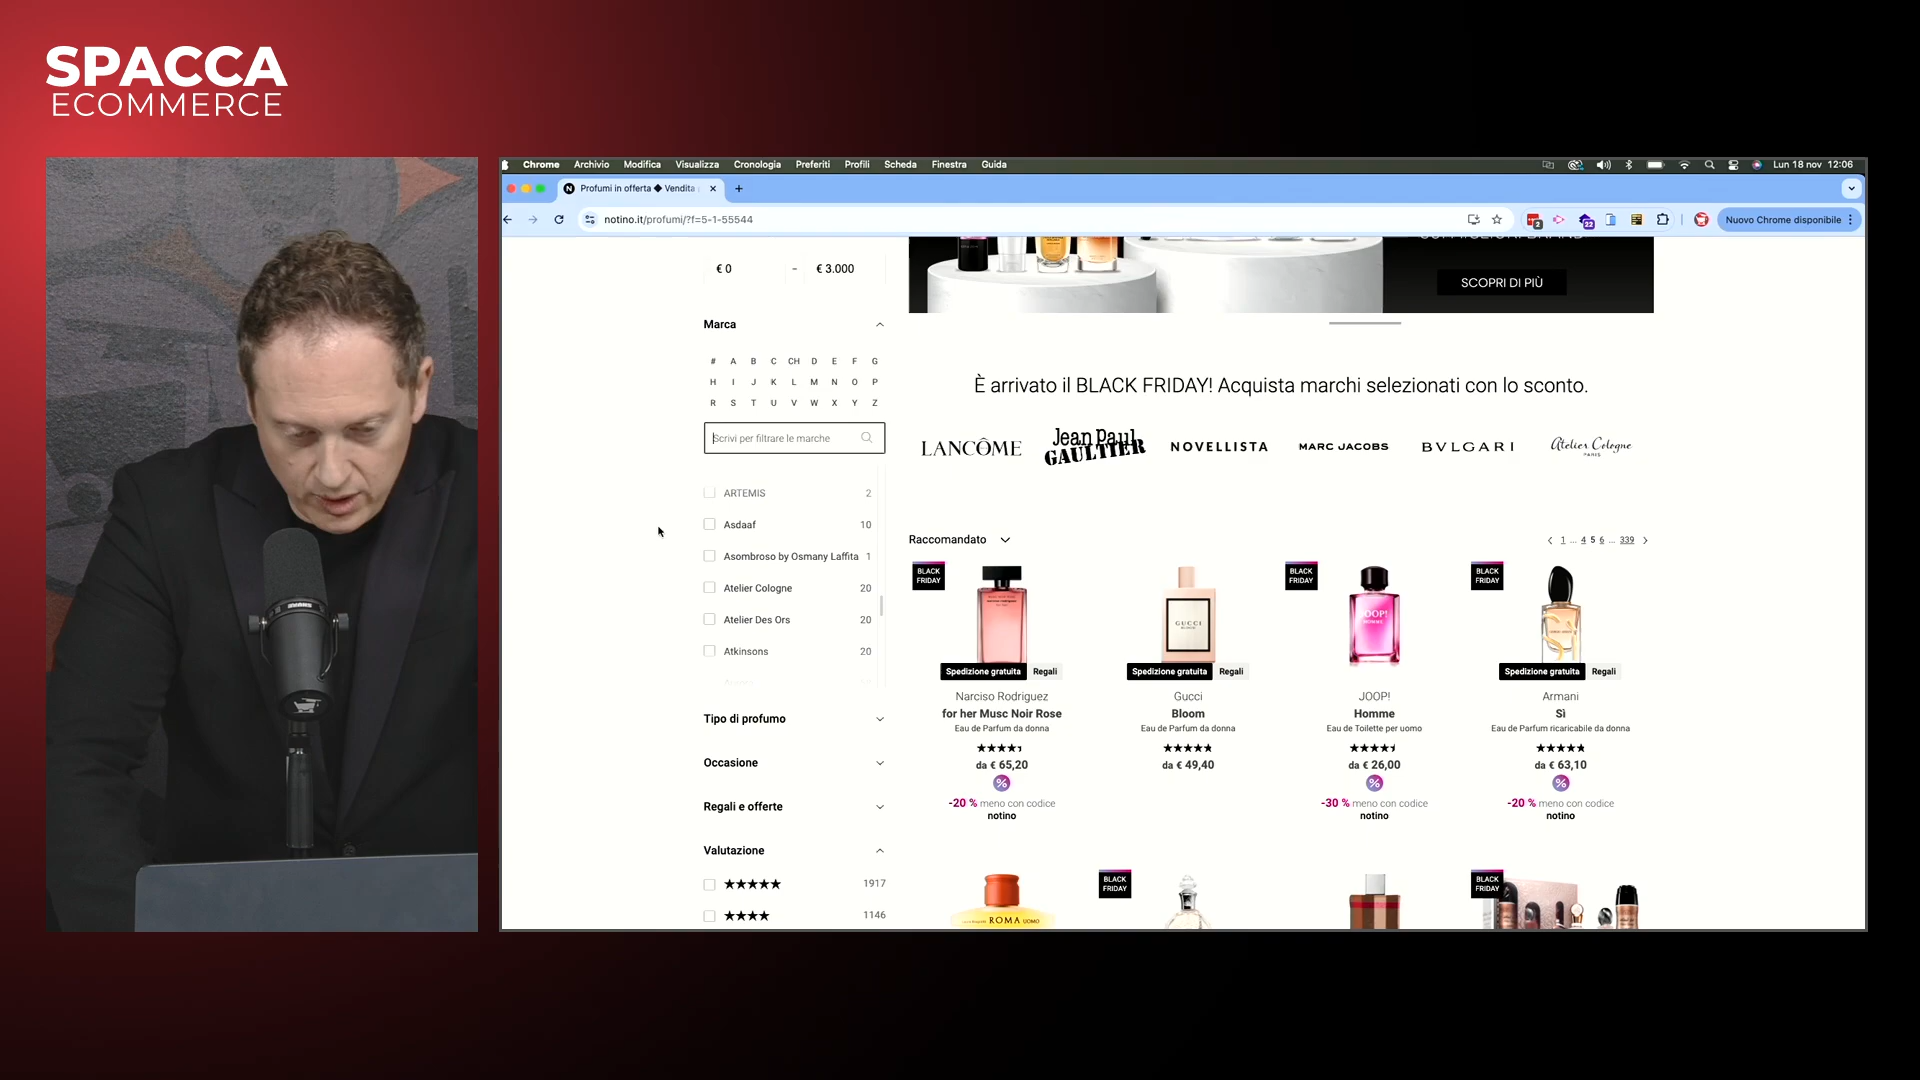 SPACCA
ECOMMERCE
Chrome Archivio Modifica Visualizza Cronologia Preferiti Profili Scheda Finestra Guida
Lun 18 nov 12:06
Profumi in offerta ◆ Vendita
notino.it/profumi/?f=5-1-55544
Nuovo Chrome disponibile
€ 0 - € 3.000
SCOPRI DI PIÙ
Marca
# A B C CH D E F G
H I J K L M N O P
R S T U V W X Y Z
Scrivi per filtrare le marche
ARTEMIS 2
Asdaaf 10
Asombroso by Osmany Laffita 1
Atelier Cologne 20
Atelier Des Ors 20
Atkinsons 20
Tipo di profumo
Occasione
Regali e offerte
Valutazione
★★★★★ 1917
★★★★ 1146
È arrivato il BLACK FRIDAY! Acquista marchi selezionati con lo sconto.
LANCÔME
Jean Paul
GAULTIER
NOVELLISTA
MARC JACOBS
BVLGARI
Atelier Cologne
PARIS
Raccomandato
1 ... 4 5 6 ... 339
BLACK
FRIDAY
Spedizione gratuita Regali
Narciso Rodriguez
for her Musc Noir Rose
Eau de Parfum da donna
da € 65,20
%
-20 % meno con codice
notino
GUCCI
Spedizione gratuita Regali
Gucci
Bloom
Eau de Parfum da donna
da € 49,40
BLACK
FRIDAY
JOOP!
HOMME
JOOP!
Homme
Eau de Toilette per uomo
da € 26,00
%
-30 % meno con codice
notino
BLACK
FRIDAY
Spedizione gratuita Regali
Armani
Sì
Eau de Parfum ricaricabile da donna
da € 63,10
%
-20 % meno con codice
notino
ROMA UOMO
BLACK
FRIDAY
BLACK
FRIDAY